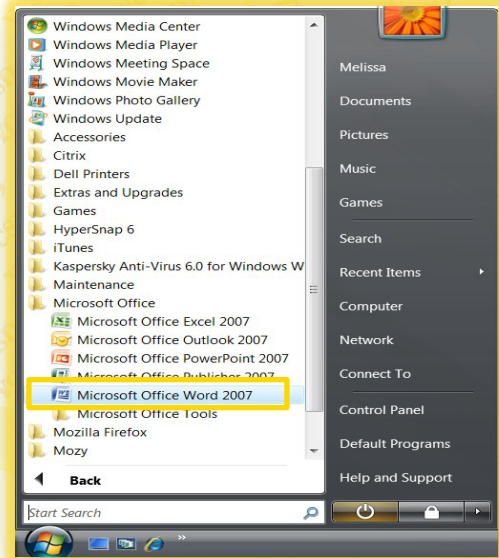 Windows Media Center
Windows Media Player
Windows Meeting Space
Windows Movie Maker
Windows Photo Gallery
Windows Update
Accessories
Citrix
Dell Printers
Extras and Upgrades
Games
HyperSnap 6
iTunes
Kaspersky Anti-Virus 6.0 for Windows W
Maintenance
Microsoft Office
Microsoft Office Excel 2007
Microsoft Office Outlook 2007
Microsoft Office PowerPoint 2007
Microsoft Office Publisher 2007
Microsoft Office Word 2007
Microsoft Office Tools
Mozilla Firefox
Mozy
Back
Start Search
Melissa
Documents
Pictures
Music
Games
Search
Recent Items
Computer
Network
Connect To
Control Panel
Default Programs
Help and Support